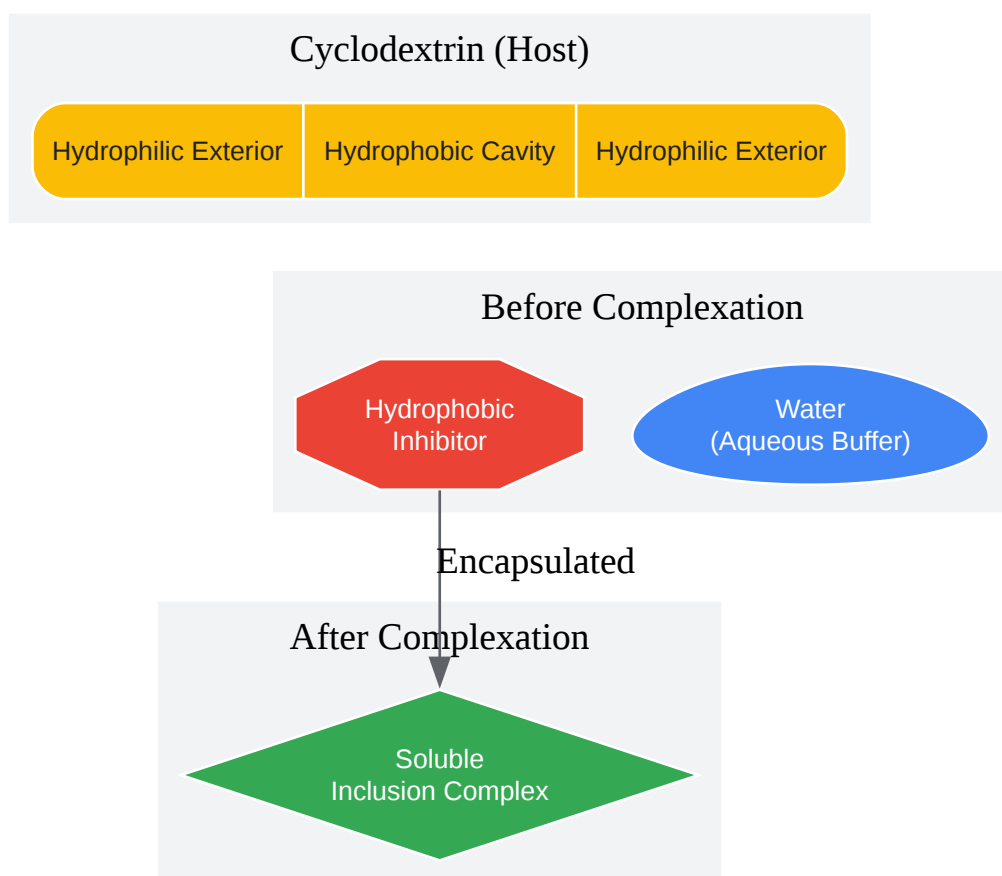 Cyclodextrin (Host)
Hydrophilic Exterior
Hydrophobic Cavity
Hydrophilic Exterior
Before Complexation
Hydrophobic
Inhibitor
Water
(Aqueous Buffer)
Encapsulated
After Complexation
Soluble
Inclusion Complex